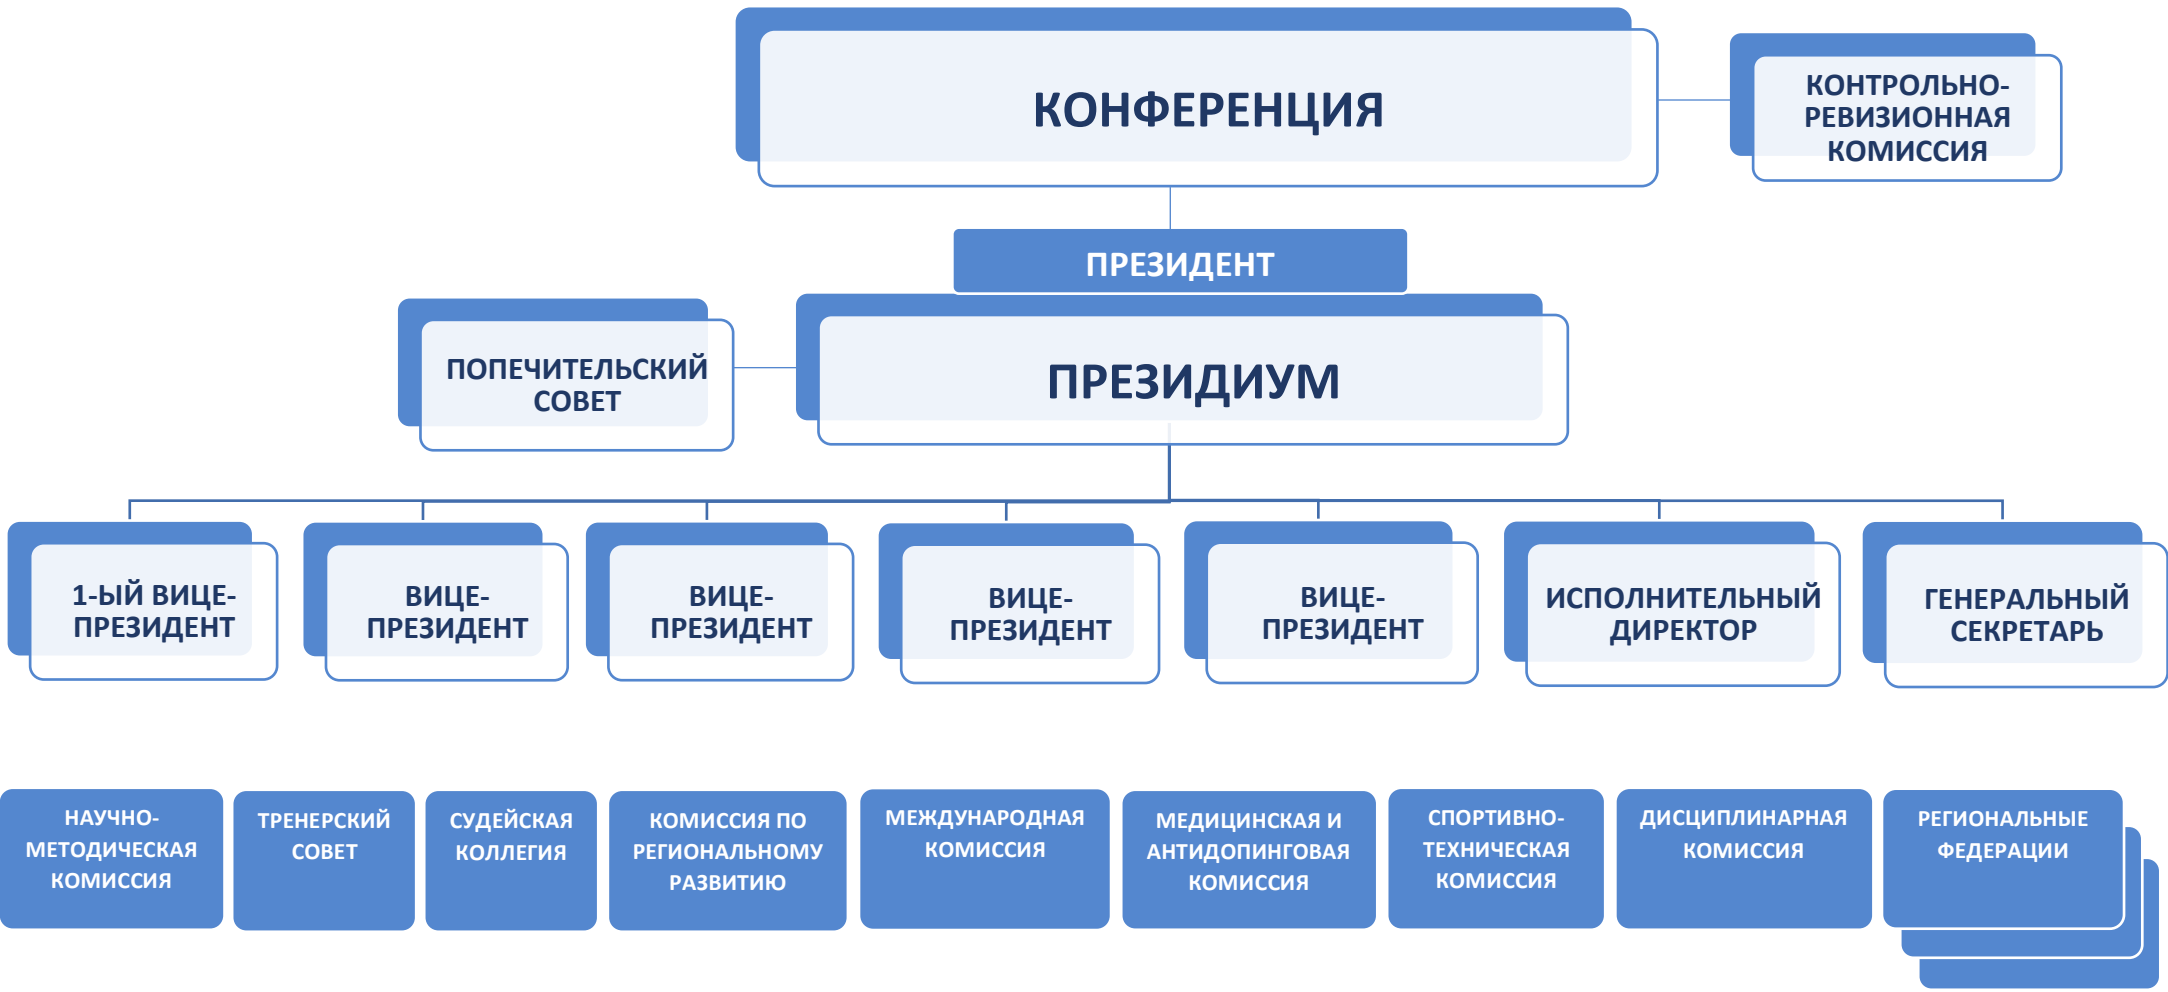 КОНФЕРЕНЦИЯ
КОНТРОЛЬНО-
РЕВИЗИОННАЯ
КОМИССИЯ
ПРЕЗИДЕНТ
ПОПЕЧИТЕЛЬСКИЙ
СОВЕТ
ПРЕЗИДИУМ
1-ЫЙ ВИЦЕ-
ПРЕЗИДЕНТ
ВИЦЕ-
ПРЕЗИДЕНТ
ВИЦЕ-
ПРЕЗИДЕНТ
ВИЦЕ-
ПРЕЗИДЕНТ
ВИЦЕ-
ПРЕЗИДЕНТ
ИСПОЛНИТЕЛЬНЫЙ
ДИРЕКТОР
ГЕНЕРАЛЬНЫЙ
СЕКРЕТАРЬ
НАУЧНО-
МЕТОДИЧЕСКАЯ
КОМИССИЯ
ТРЕНЕРСКИЙ
СОВЕТ
СУДЕЙСКАЯ
КОЛЛЕГИЯ
КОМИССИЯ ПО
РЕГИОНАЛЬНОМУ
РАЗВИТИЮ
МЕЖДУНАРОДНАЯ
КОМИССИЯ
МЕДИЦИНСКАЯ И
АНТИДОПИНГОВАЯ
КОМИССИЯ
СПОРТИВНО-
ТЕХНИЧЕСКАЯ
КОМИССИЯ
ДИСЦИПЛИНАРНАЯ
КОМИССИЯ
РЕГИОНАЛЬНЫЕ
ФЕДЕРАЦИИ